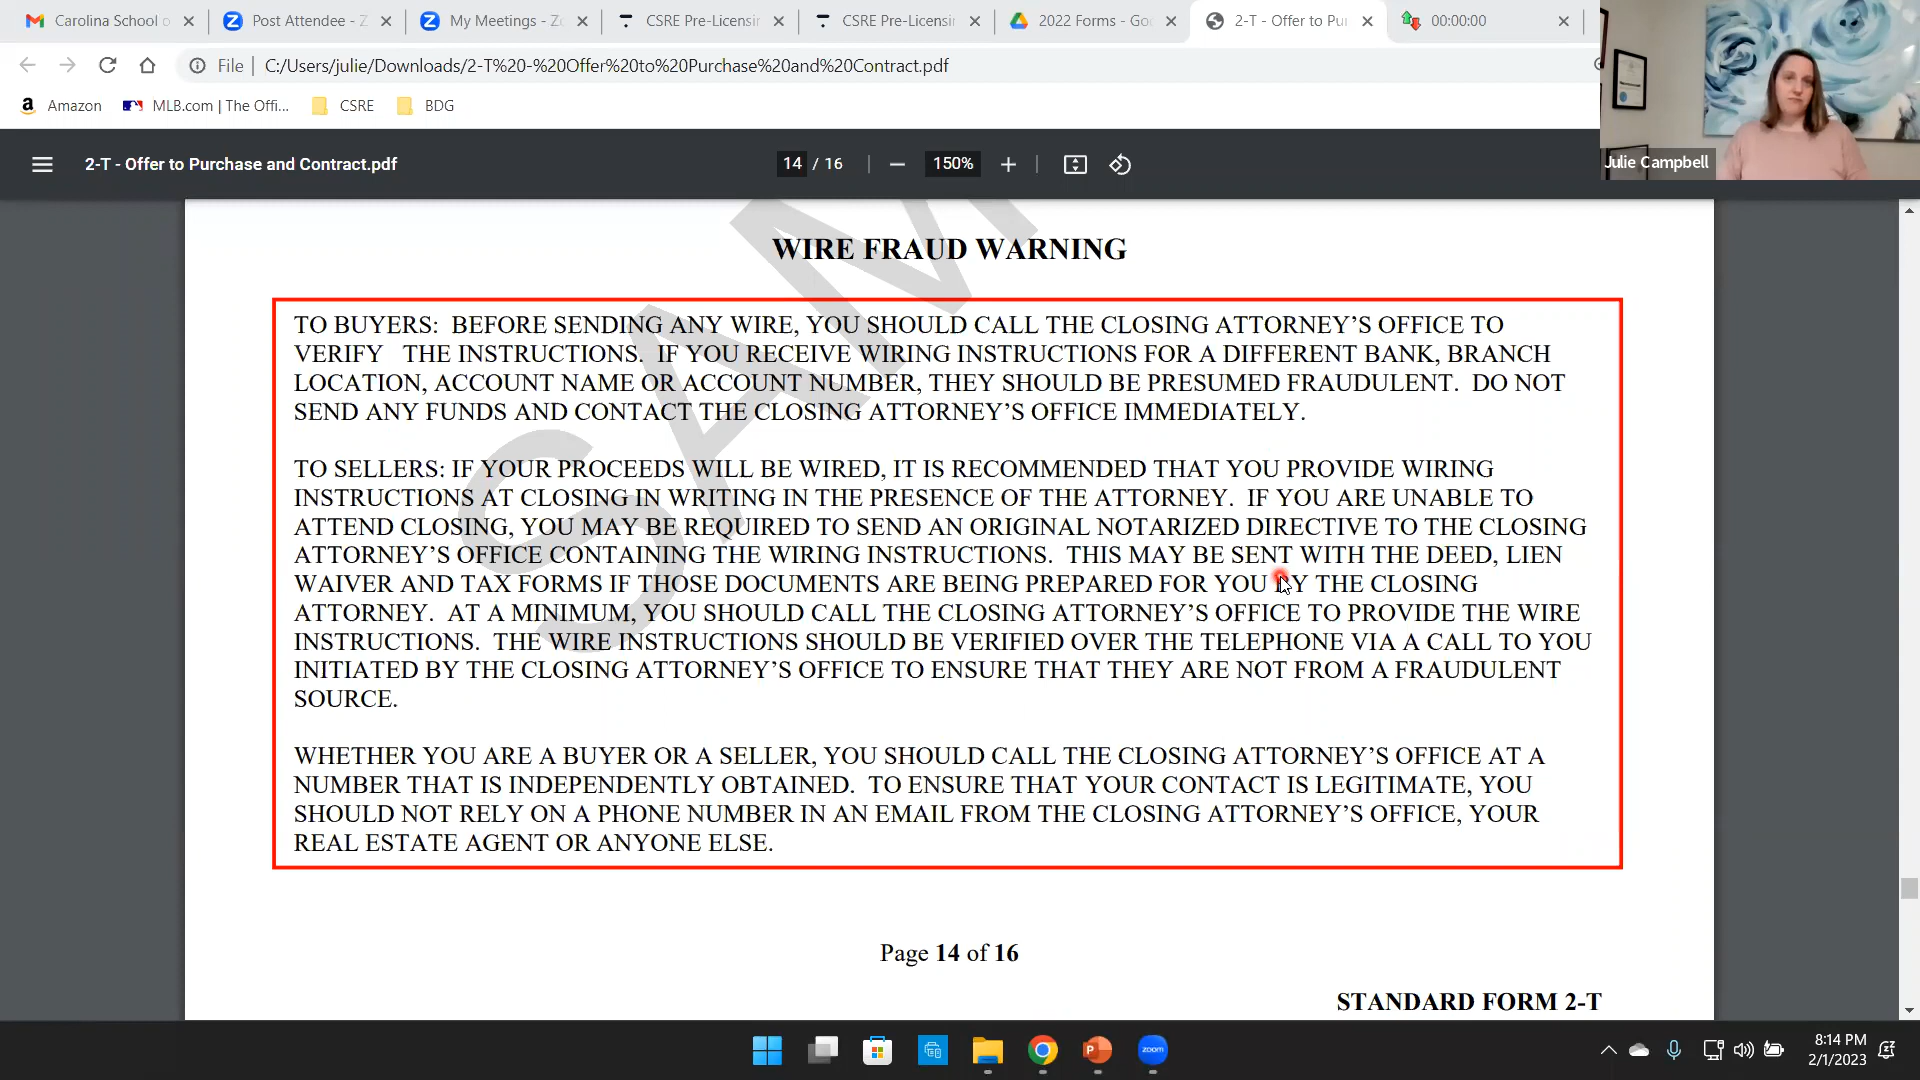 Carolina School o
Post Attendee - Z
My Meetings - Zo
CSRE Pre-Licensin
CSRE Pre-Licensin
2022 Forms - Goo
2-T - Offer to Pur
00:00:00
File
C:/Users/julie/Downloads/2-T%20-%20Offer%20to%20Purchase%20and%20Contract.pdf
a Amazon
MLB.com | The Offi...
CSRE
BDG
2-T - Offer to Purchase and Contract.pdf
14 / 16
150%
Julie Campbell
SAM
WIRE FRAUD WARNING
TO BUYERS: BEFORE SENDING ANY WIRE, YOU SHOULD CALL THE CLOSING ATTORNEY'S OFFICE TO
VERIFY THE INSTRUCTIONS. IF YOU RECEIVE WIRING INSTRUCTIONS FOR A DIFFERENT BANK, BRANCH
LOCATION, ACCOUNT NAME OR ACCOUNT NUMBER, THEY SHOULD BE PRESUMED FRAUDULENT. DO NOT
SEND ANY FUNDS AND CONTACT THE CLOSING ATTORNEY'S OFFICE IMMEDIATELY.
TO SELLERS: IF YOUR PROCEEDS WILL BE WIRED, IT IS RECOMMENDED THAT YOU PROVIDE WIRING
INSTRUCTIONS AT CLOSING IN WRITING IN THE PRESENCE OF THE ATTORNEY. IF YOU ARE UNABLE TO
ATTEND CLOSING, YOU MAY BE REQUIRED TO SEND AN ORIGINAL NOTARIZED DIRECTIVE TO THE CLOSING
ATTORNEY'S OFFICE CONTAINING THE WIRING INSTRUCTIONS. THIS MAY BE SENT WITH THE DEED, LIEN
WAIVER AND TAX FORMS IF THOSE DOCUMENTS ARE BEING PREPARED FOR YOU BY THE CLOSING
ATTORNEY. AT A MINIMUM, YOU SHOULD CALL THE CLOSING ATTORNEY'S OFFICE TO PROVIDE THE WIRE
INSTRUCTIONS. THE WIRE INSTRUCTIONS SHOULD BE VERIFIED OVER THE TELEPHONE VIA A CALL TO YOU
INITIATED BY THE CLOSING ATTORNEY'S OFFICE TO ENSURE THAT THEY ARE NOT FROM A FRAUDULENT
SOURCE.
WHETHER YOU ARE A BUYER OR A SELLER, YOU SHOULD CALL THE CLOSING ATTORNEY'S OFFICE AT A
NUMBER THAT IS INDEPENDENTLY OBTAINED. TO ENSURE THAT YOUR CONTACT IS LEGITIMATE, YOU
SHOULD NOT RELY ON A PHONE NUMBER IN AN EMAIL FROM THE CLOSING ATTORNEY'S OFFICE, YOUR
REAL ESTATE AGENT OR ANYONE ELSE.
Page 14 of 16
STANDARD FORM 2-T
zoom
8:14 PM
2/1/2023